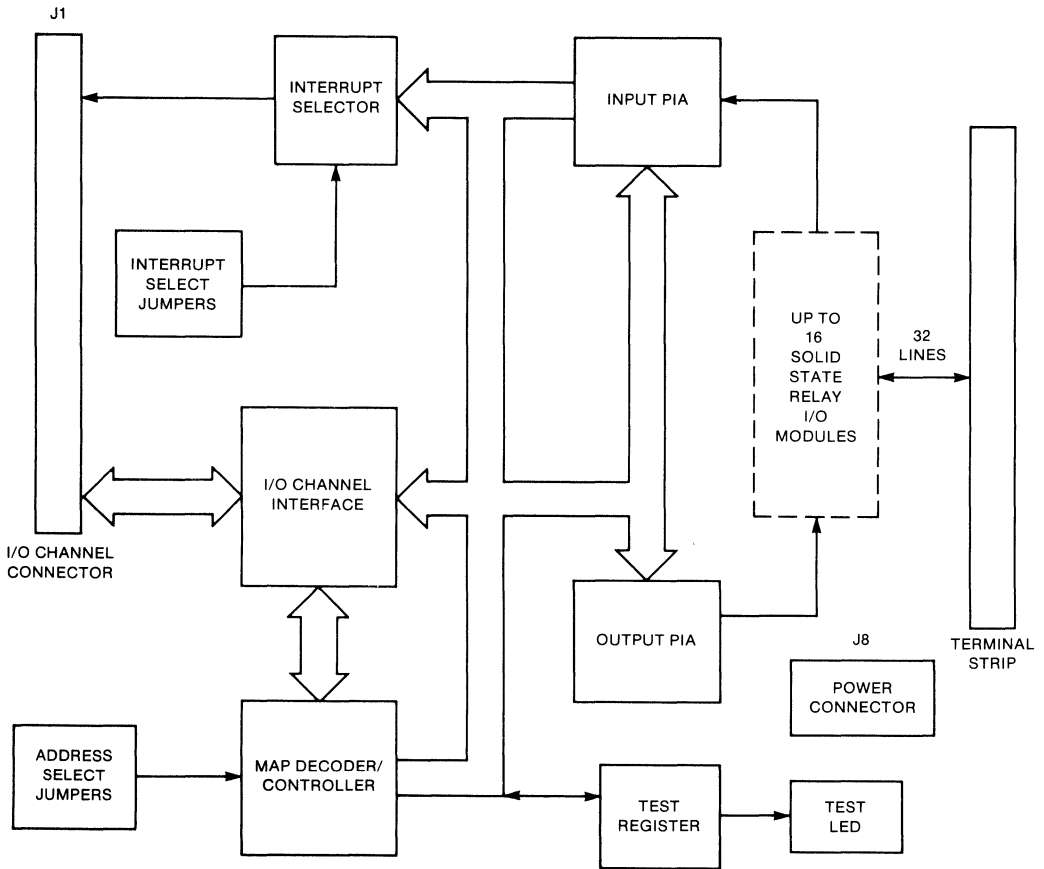 J1
INTERRUPT
SELECTOR
INPUT PIA
INTERRUPT
SELECT
JUMPERS
UP TO
16
SOLID
STATE
RELAY
I/O
MODULES
32
LINES
I/O CHANNEL
INTERFACE
I/O CHANNEL
CONNECTOR
OUTPUT PIA
TERMINAL
STRIP
J8
POWER
CONNECTOR
ADDRESS
SELECT
JUMPERS
MAP DECODER/
CONTROLLER
TEST
REGISTER
TEST
LED